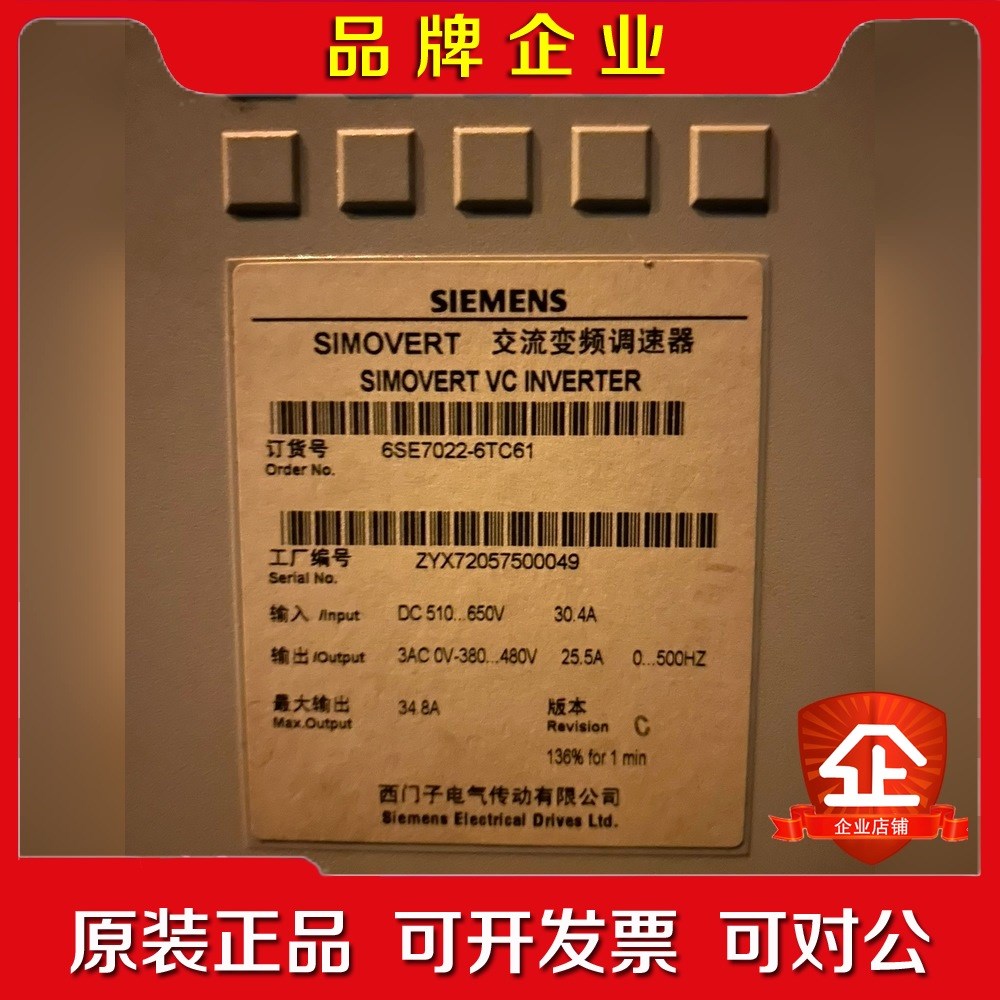 品牌企业
SIEMENS
SIMOVERT 交流变频调速器
SIMOVERT VC INVERTER
订货号 6SE7022-6TC61
Order No.
工厂编号 ZYX72057500049
Serial No.
输入 /Input DC 510...650V 30.4A
输出 /Output 3AC 0V-380...480V 25.5A 0...500HZ
最大输出 34.8A 版本
Max.Output Revision C
136% for 1 min
西门子电气传动有限公司
Siemens Electrical Drives Ltd.
企
企业店铺
原装正品 可开发票 可对公